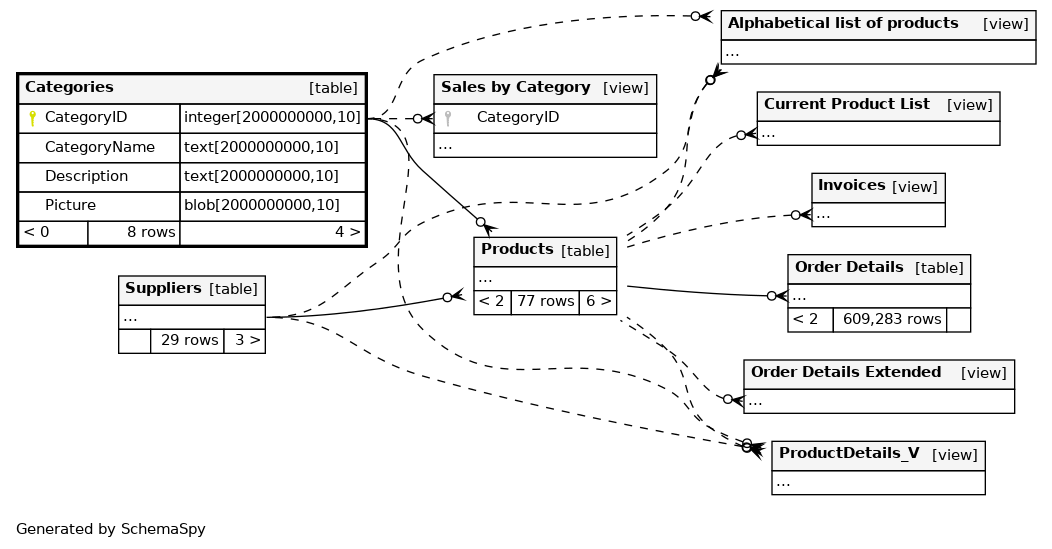 Alphabetical list of products [view]
...
Categories [table]
CategoryID integer[2000000000,10]
CategoryName text[2000000000,10]
Description text[2000000000,10]
Picture blob[2000000000,10]
< 0 8 rows 4 >
Sales by Category [view]
CategoryID
...
Current Product List [view]
...
Invoices [view]
...
Products [table]
...
< 2 77 rows 6 >
Order Details [table]
...
< 2 609,283 rows
Suppliers [table]
...
29 rows 3 >
Order Details Extended [view]
...
ProductDetails_V [view]
...
Generated by SchemaSpy